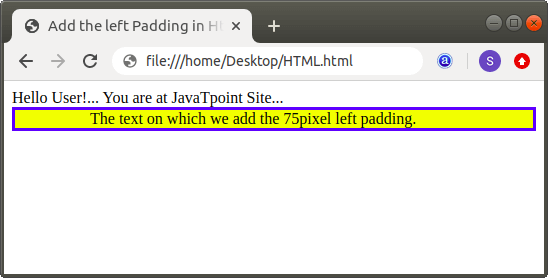 Add the left Padding in H
file:///home/Desktop/HTML.html
a
S
Hello User!... You are at JavaTpoint Site...
The text on which we add the 75pixel left padding.